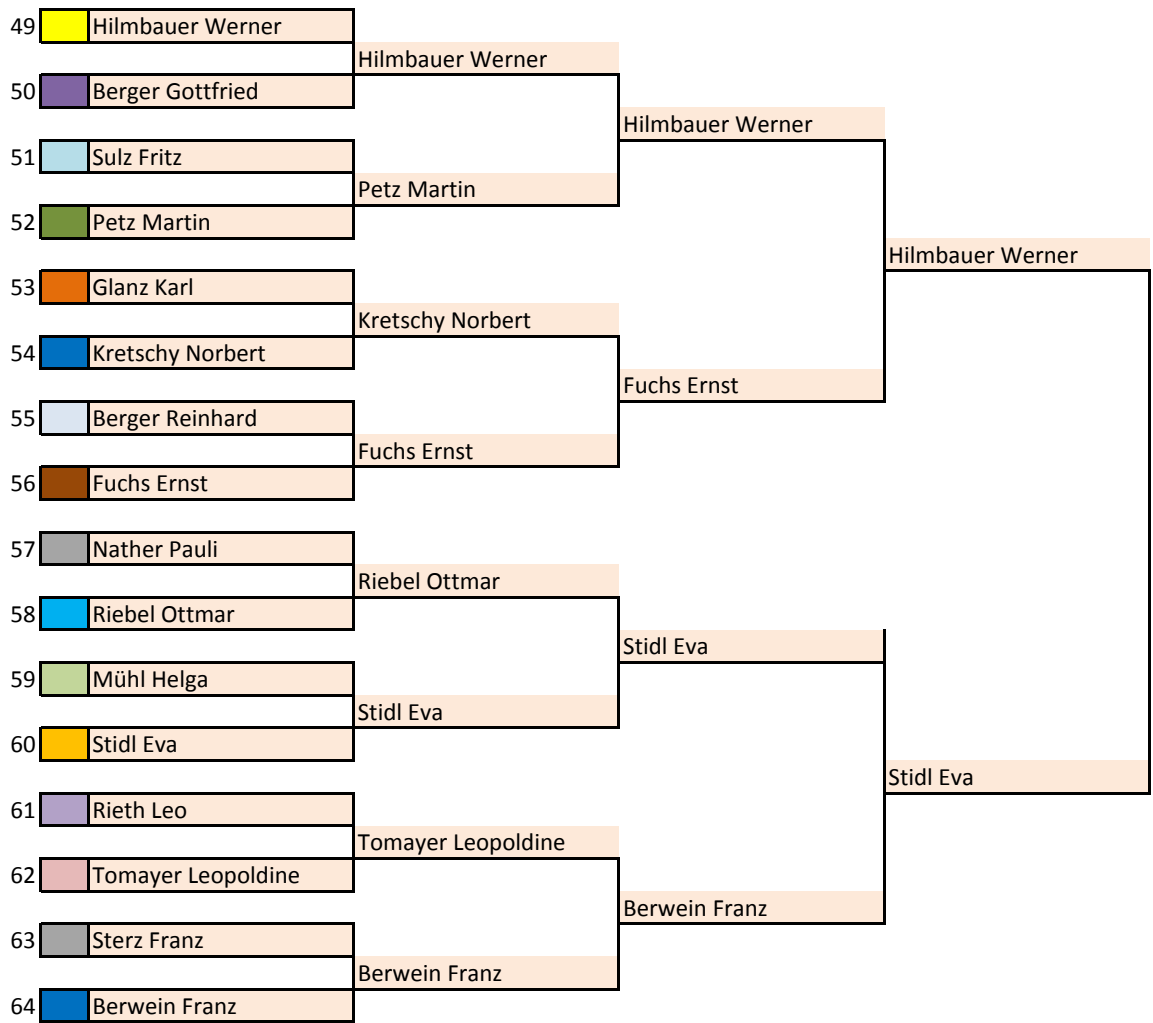 49 Hilmbauer Werner
Hilmbauer Werner
50 Berger Gottfried
Hilmbauer Werner
51 Sulz Fritz
Petz Martin
52 Petz Martin
Hilmbauer Werner
53 Glanz Karl
Kretschy Norbert
54 Kretschy Norbert
Fuchs Ernst
55 Berger Reinhard
Fuchs Ernst
56 Fuchs Ernst
57 Nather Pauli
Riebel Ottmar
58 Riebel Ottmar
Stidl Eva
59 Mühl Helga
Stidl Eva
60 Stidl Eva
Stidl Eva
61 Rieth Leo
Tomayer Leopoldine
62 Tomayer Leopoldine
Berwein Franz
63 Sterz Franz
Berwein Franz
64 Berwein Franz